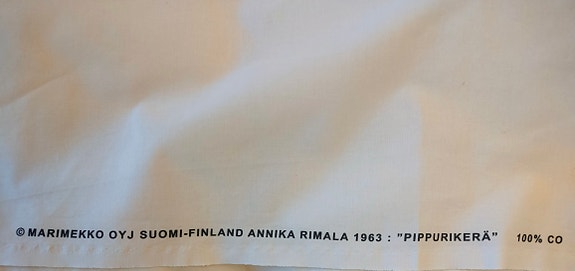 © MARIMEKKO OYJ SUOMI-FINLAND ANNIKA RIMALA 1963 : "PIPPURIKERÄ" 100% CO